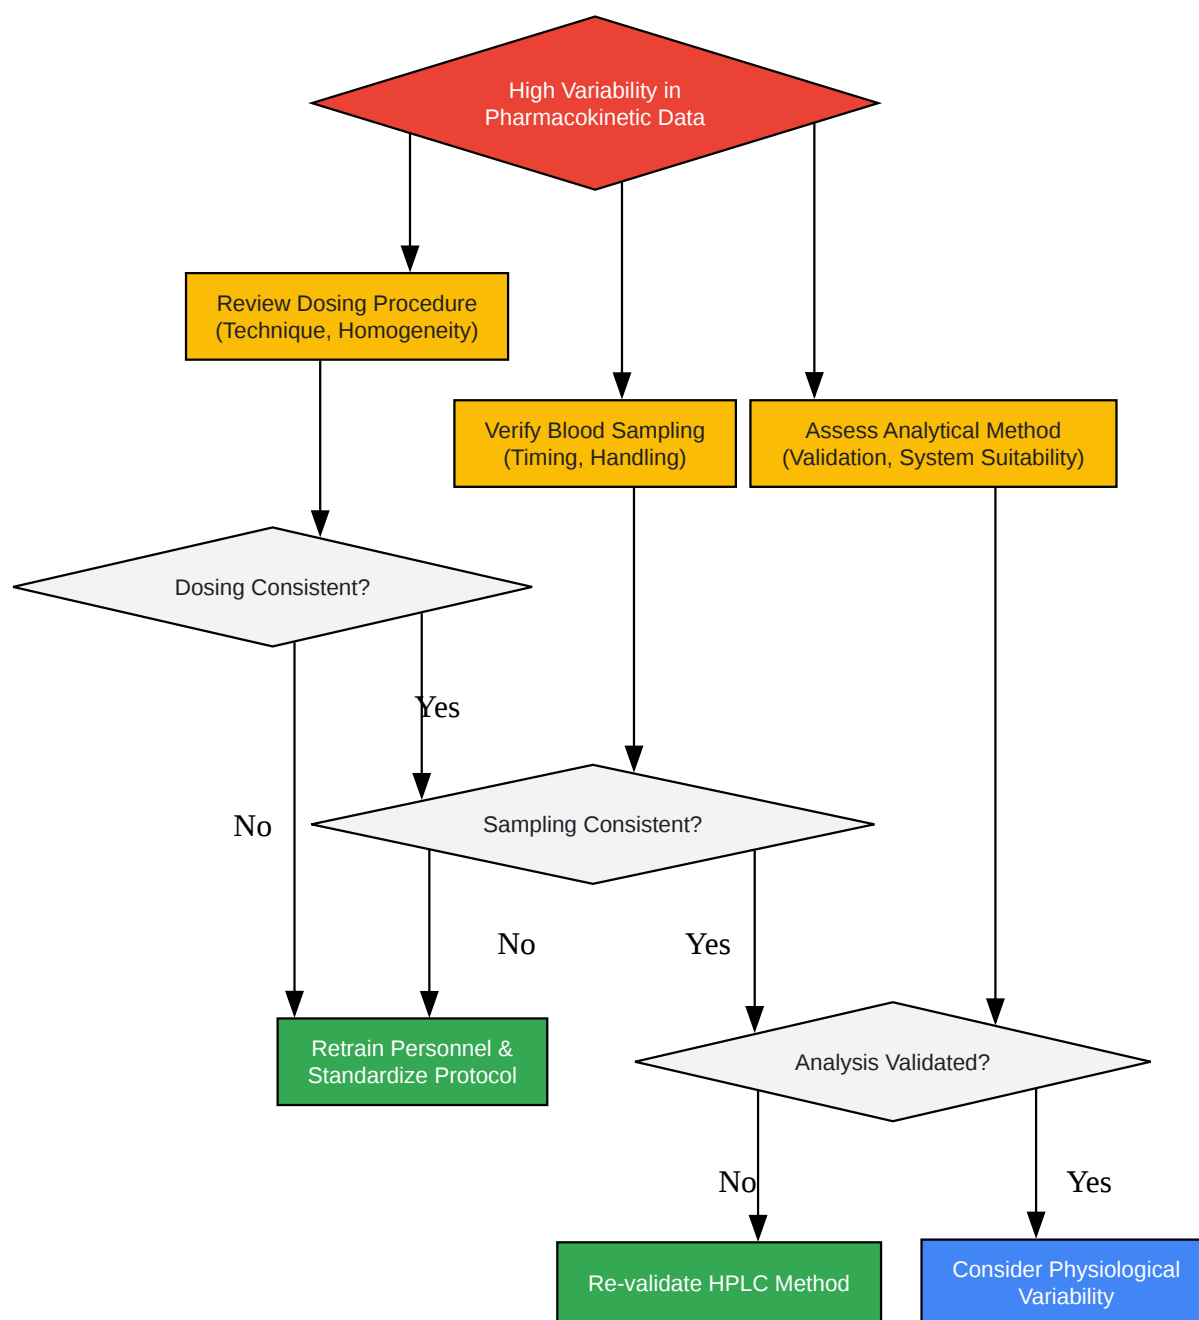 High Variability in
Pharmacokinetic Data
Review Dosing Procedure
(Technique, Homogeneity)
Verify Blood Sampling
(Timing, Handling)
Assess Analytical Method
(Validation, System Suitability)
Dosing Consistent?
Yes
No
Sampling Consistent?
No
Yes
Retrain Personnel &
Standardize Protocol
Analysis Validated?
No
Yes
Re-validate HPLC Method
Consider Physiological
Variability